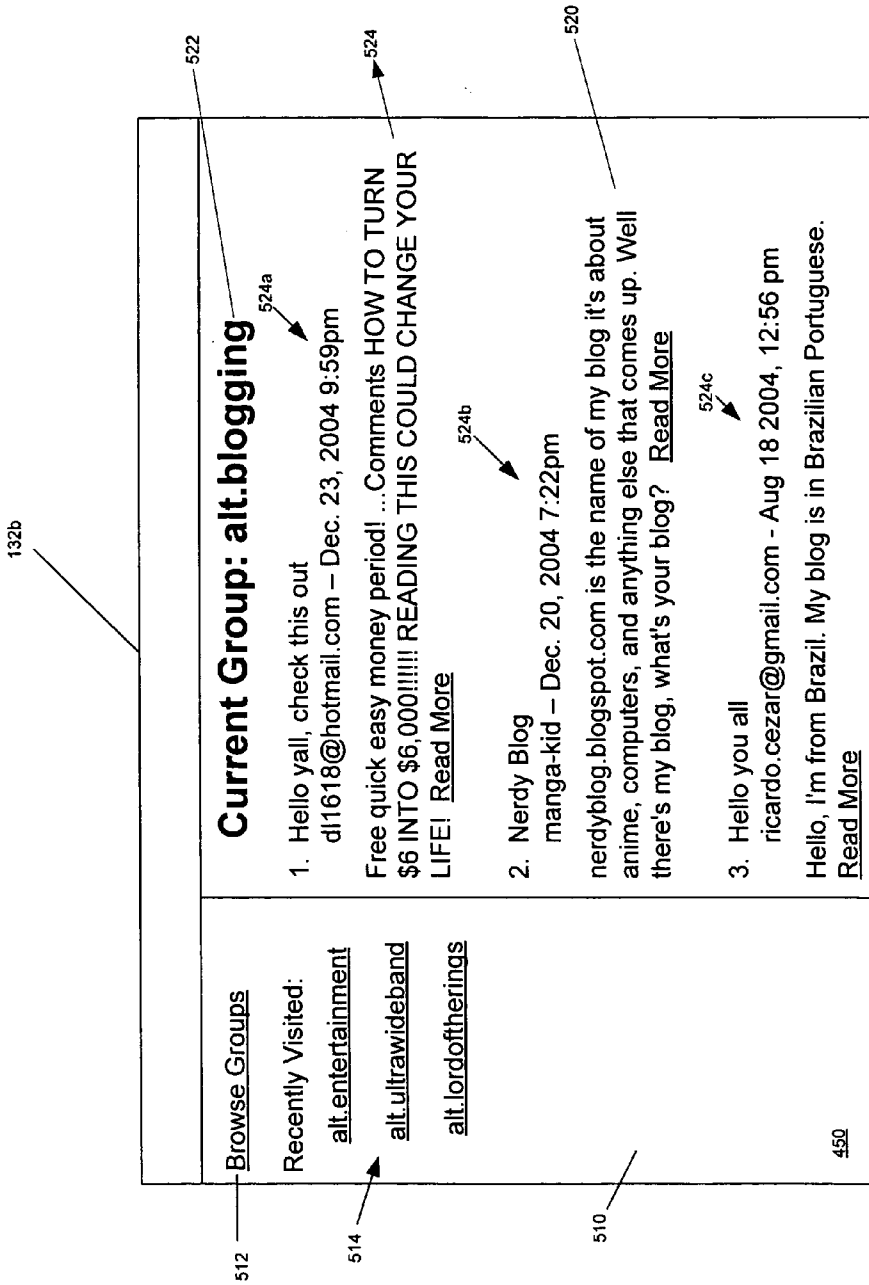 132b
522
Current Group: alt.blogging
524a
1. Hello yall, check this out
dl1618@hotmail.com – Dec. 23, 2004 9:59pm
524
Free quick easy money period! ...Comments HOW TO TURN
$6 INTO $6,000!!!!!! READING THIS COULD CHANGE YOUR
LIFE! Read More
524b
2. Nerdy Blog
manga-kid – Dec. 20, 2004 7:22pm
520
nerdyblog.blogspot.com is the name of my blog it's about
anime, computers, and anything else that comes up. Well
there's my blog, what's your blog? Read More
524c
3. Hello you all
ricardo.cezar@gmail.com - Aug 18 2004, 12:56 pm
Hello, I'm from Brazil. My blog is in Brazilian Portuguese.
Read More
512
Browse Groups
Recently Visited:
alt.entertainment
514
alt.ultrawideband
alt.lordoftherings
510
450